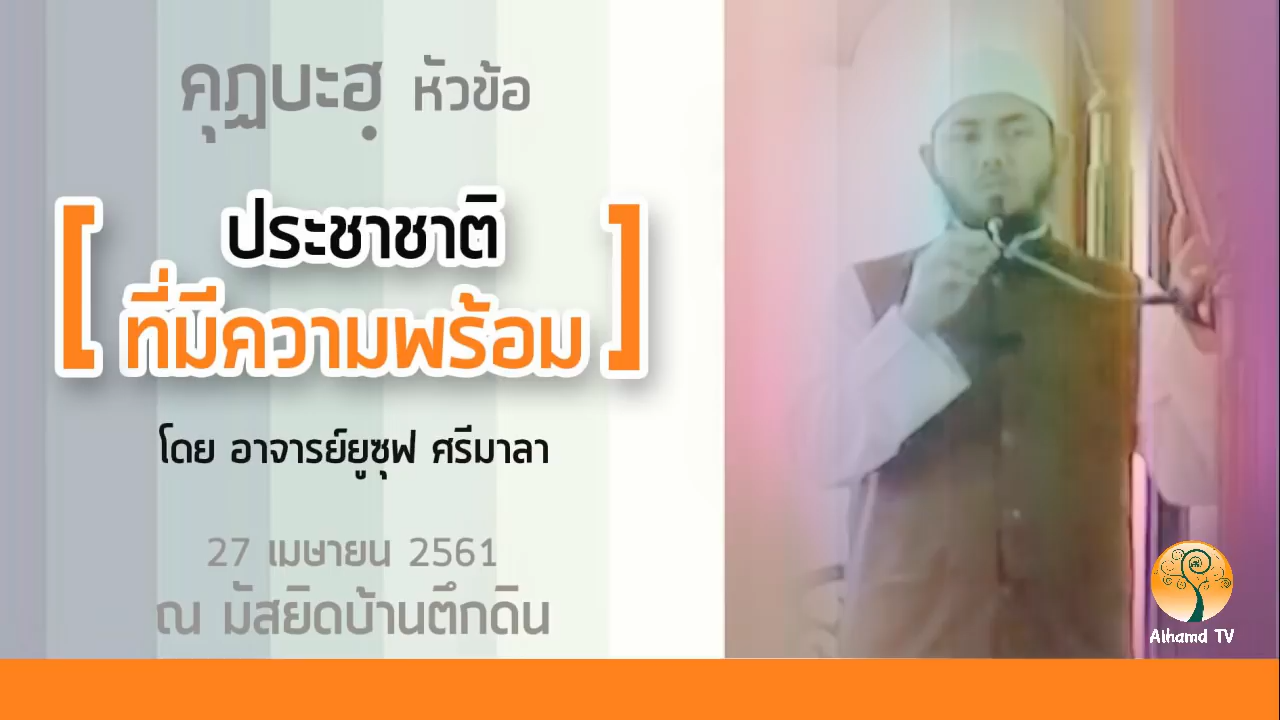 คุฏบะฮฺ หัวข้อ
[ ประชาชาติ
ที่มีความพร้อม ]
โดย อาจารย์ยูซุฟ ศรีมาลา
27 เมษายน 2561
ณ มัสยิดบ้านตึกดิน
Alhamd TV